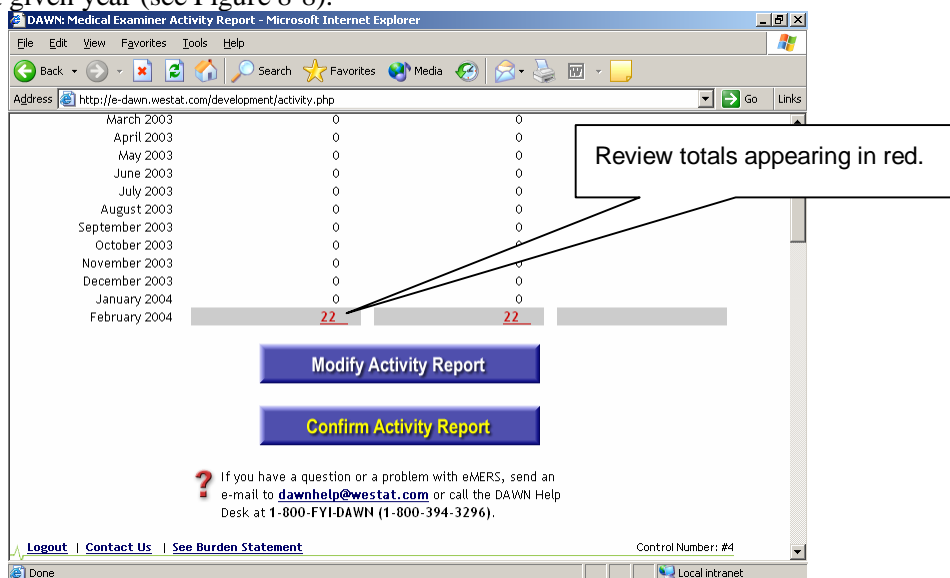 given year (see Figure 8-8).
DAWN: Medical Examiner Activity Report - Microsoft Internet Explorer
File Edit View Favorites Tools Help
Back Search Favorites Media
Address http://e-dawn.westat.com/development/activity.php Go Links
March 2003 0 0
April 2003 0 0
May 2003 0 0
June 2003 0 0
July 2003 0 0
August 2003 0 0
September 2003 0 0
October 2003 0 0
November 2003 0 0
December 2003 0 0
January 2004 0 0
February 2004 22 22
Review totals appearing in red.
Modify Activity Report
Confirm Activity Report
? If you have a question or a problem with eMERS, send an
e-mail to dawnhelp@westat.com or call the DAWN Help
Desk at 1-800-FYI-DAWN (1-800-394-3296).
Logout | Contact Us | See Burden Statement Control Number: #4
Done Local intranet